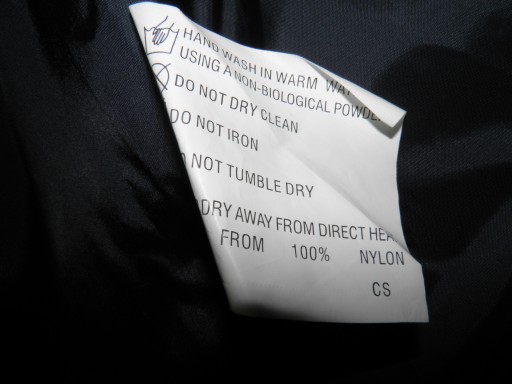 HAND WASH IN WARM WAT
USING A NON-BIOLOGICAL POWDE
DO NOT DRY CLEAN
DO NOT IRON
NOT TUMBLE DRY
DRY AWAY FROM DIRECT HEA
FROM 100% NYLON
CS